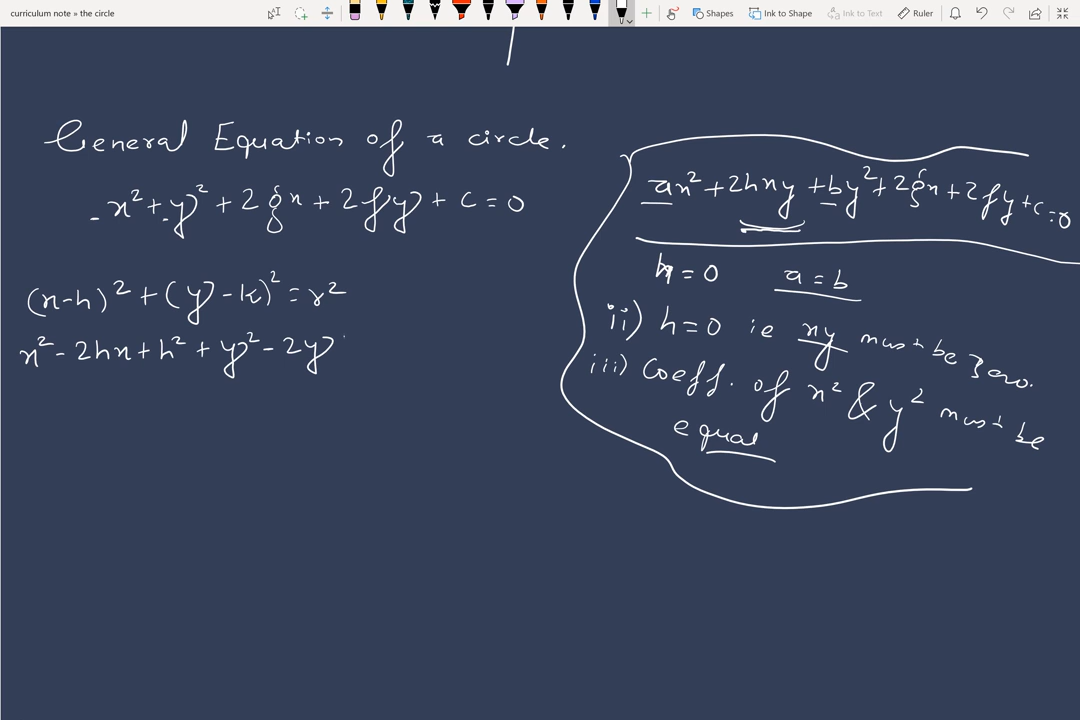 curriculum note » the circle
Shapes Ink to Shape Ink to Text Ruler
General Equation of a circle.
x² + y² + 2gx + 2fy + c = 0
(x-h)² + (y-k)² = r²
x² - 2hx + h² + y² - 2y
ax² + 2hxy + by² + 2gx + 2fy + c = 0
h = 0 a = b
ii) h = 0 ie xy must be zero.
iii) Coeff. of x² & y² must be
equal